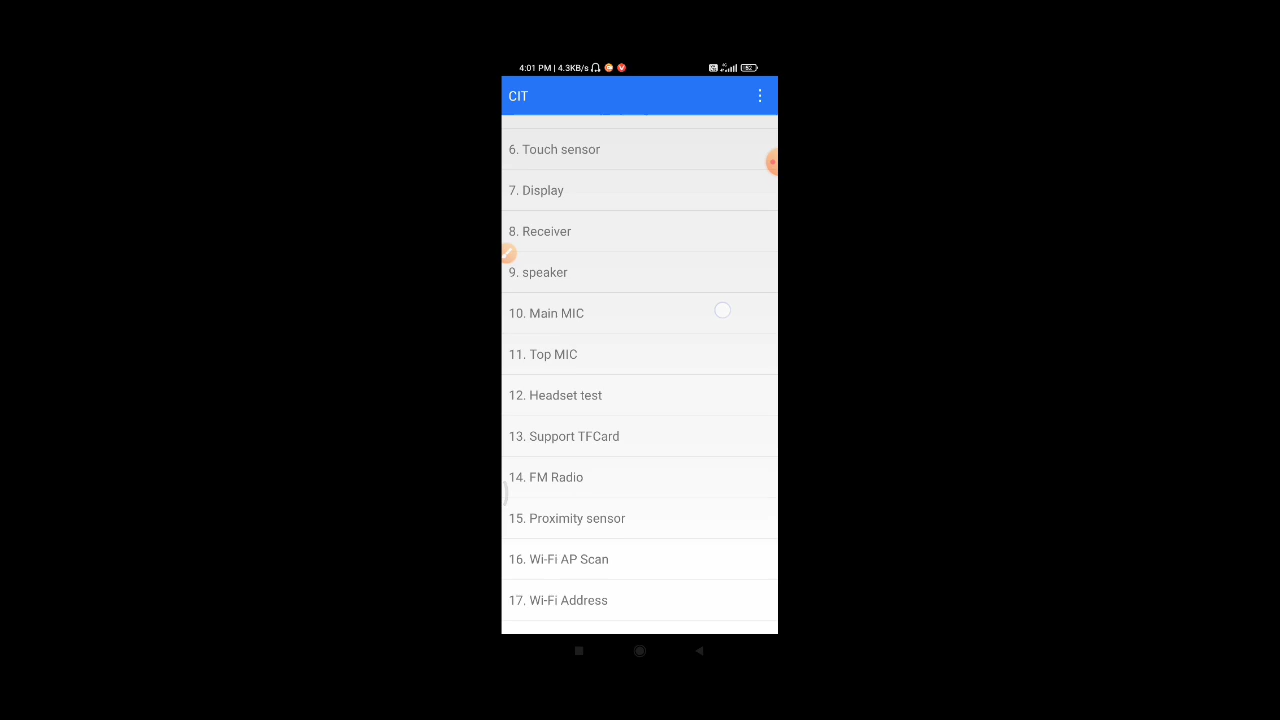 4:01 PM | 4.3KB/s
CIT
6. Touch sensor
7. Display
8. Receiver
9. speaker
10. Main MIC
11. Top MIC
12. Headset test
13. Support TFCard
14. FM Radio
15. Proximity sensor
16. Wi-Fi AP Scan
17. Wi-Fi Address